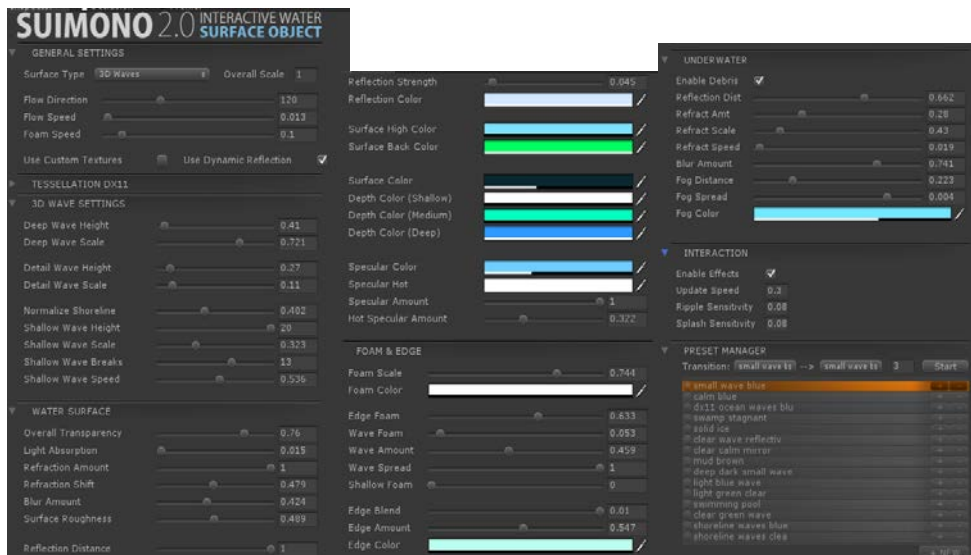 SUIMONO 2.0 INTERACTIVE WATER
SURFACE OBJECT
GENERAL SETTINGS
Surface Type 3D Waves Overall Scale 1
Flow Direction 120
Flow Speed 0.013
Foam Speed 0.1
Use Custom Textures Use Dynamic Reflection
TESSELLATION DX11
3D WAVE SETTINGS
Deep Wave Height 0.41
Deep Wave Scale 0.721
Detail Wave Height 0.27
Detail Wave Scale 0.11
Normalize Shoreline 0.402
Shallow Wave Height 20
Shallow Wave Scale 0.323
Shallow Wave Breaks 13
Shallow Wave Speed 0.536
WATER SURFACE
Overall Transparency 0.76
Light Absorption 0.015
Refraction Amount 1
Refraction Shift 0.479
Blur Amount 0.424
Surface Roughness 0.489
Reflection Distance 1
Reflection Strength 0.045
Reflection Color
Surface High Color
Surface Back Color
Surface Color
Depth Color (Shallow)
Depth Color (Medium)
Depth Color (Deep)
Specular Color
Specular Hot
Specular Amount 1
Hot Specular Amount 0.322
FOAM & EDGE
Foam Scale 0.744
Foam Color
Edge Foam 0.633
Wave Foam 0.053
Wave Amount 0.459
Wave Spread 1
Shallow Foam 0
Edge Blend 0.01
Edge Amount 0.547
Edge Color
UNDERWATER
Enable Debris
Reflection Dist 0.662
Refract Amt 0.28
Refract Scale 0.43
Refract Speed 0.019
Blur Amount 0.741
Fog Distance 0.223
Fog Spread 0.004
Fog Color
INTERACTION
Enable Effects
Update Speed 0.3
Ripple Sensitivity 0.08
Splash Sensitivity 0.08
PRESET MANAGER
Transition: small wave --> small wave 3 Start
small wave blue
calm blue
dx11 ocean waves blu
swamp stagnant
solid ice
clear wave reflectiv
clear calm mirror
mud brown
deep dark small wave
light blue wave
light green clear
swimming pool
clear green wave
shoreline waves blue
shoreline waves clea
+ NEW